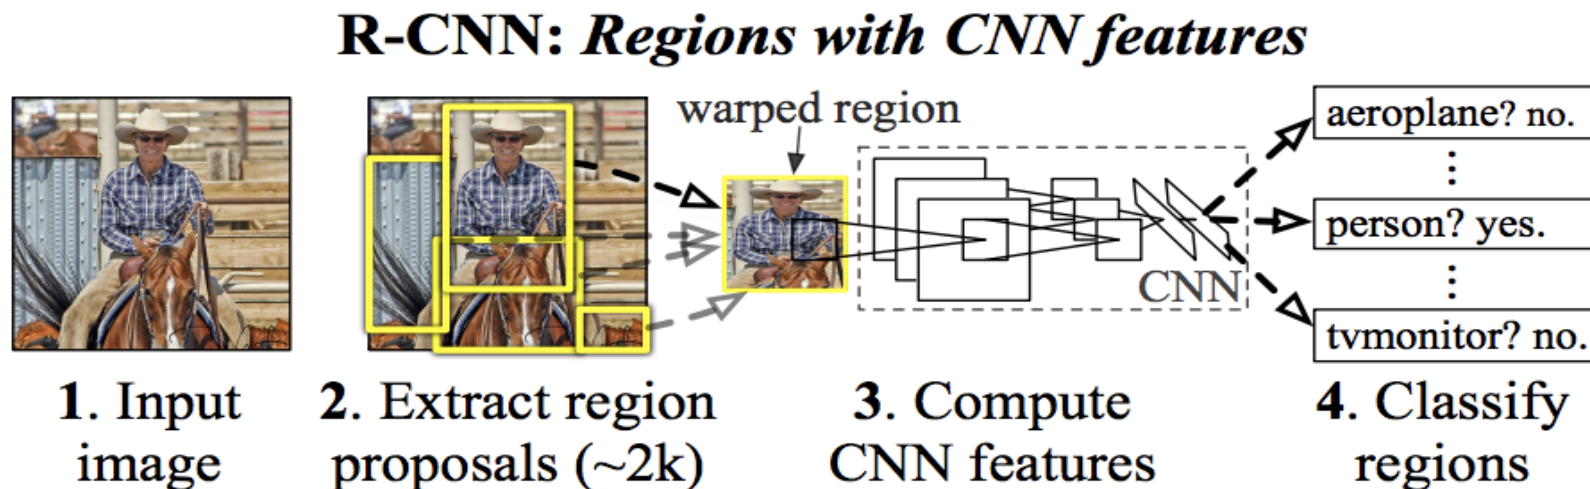 R-CNN: Regions with CNN features
warped region
aeroplane? no.
person? yes.
CNN
tvmonitor? no.
1. Input
image
2. Extract region
proposals (~2k)
3. Compute
CNN features
4. Classify
regions